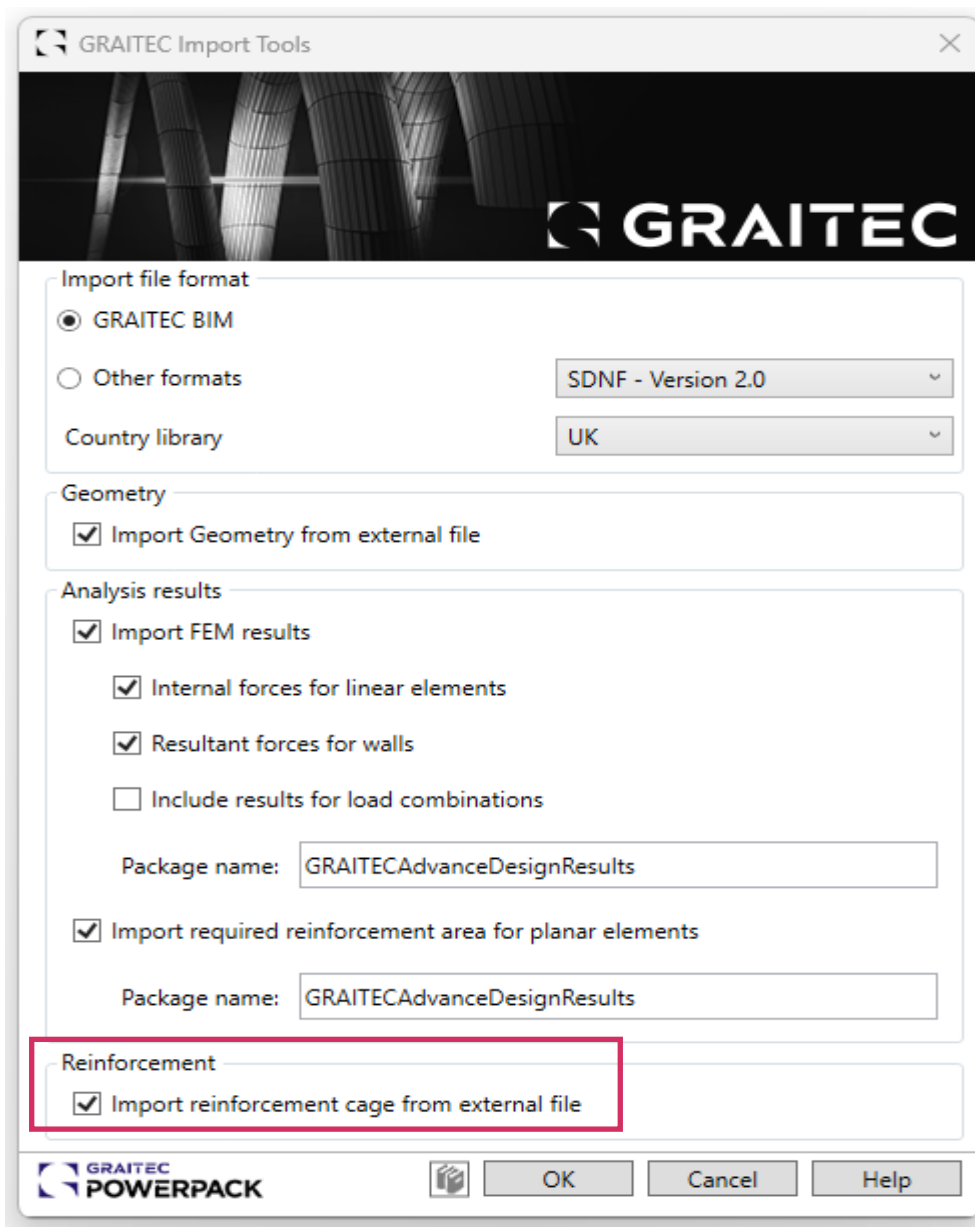 GRAITEC Import Tools
GRAITEC
Import file format
GRAITEC BIM
Other formats
SDNF - Version 2.0
Country library
UK
Geometry
Import Geometry from external file
Analysis results
Import FEM results
Internal forces for linear elements
Resultant forces for walls
Include results for load combinations
Package name: GRAITECAdvanceDesignResults
Import required reinforcement area for planar elements
Package name: GRAITECAdvanceDesignResults
Reinforcement
Import reinforcement cage from external file
GRAITEC
POWERPACK
OK
Cancel
Help